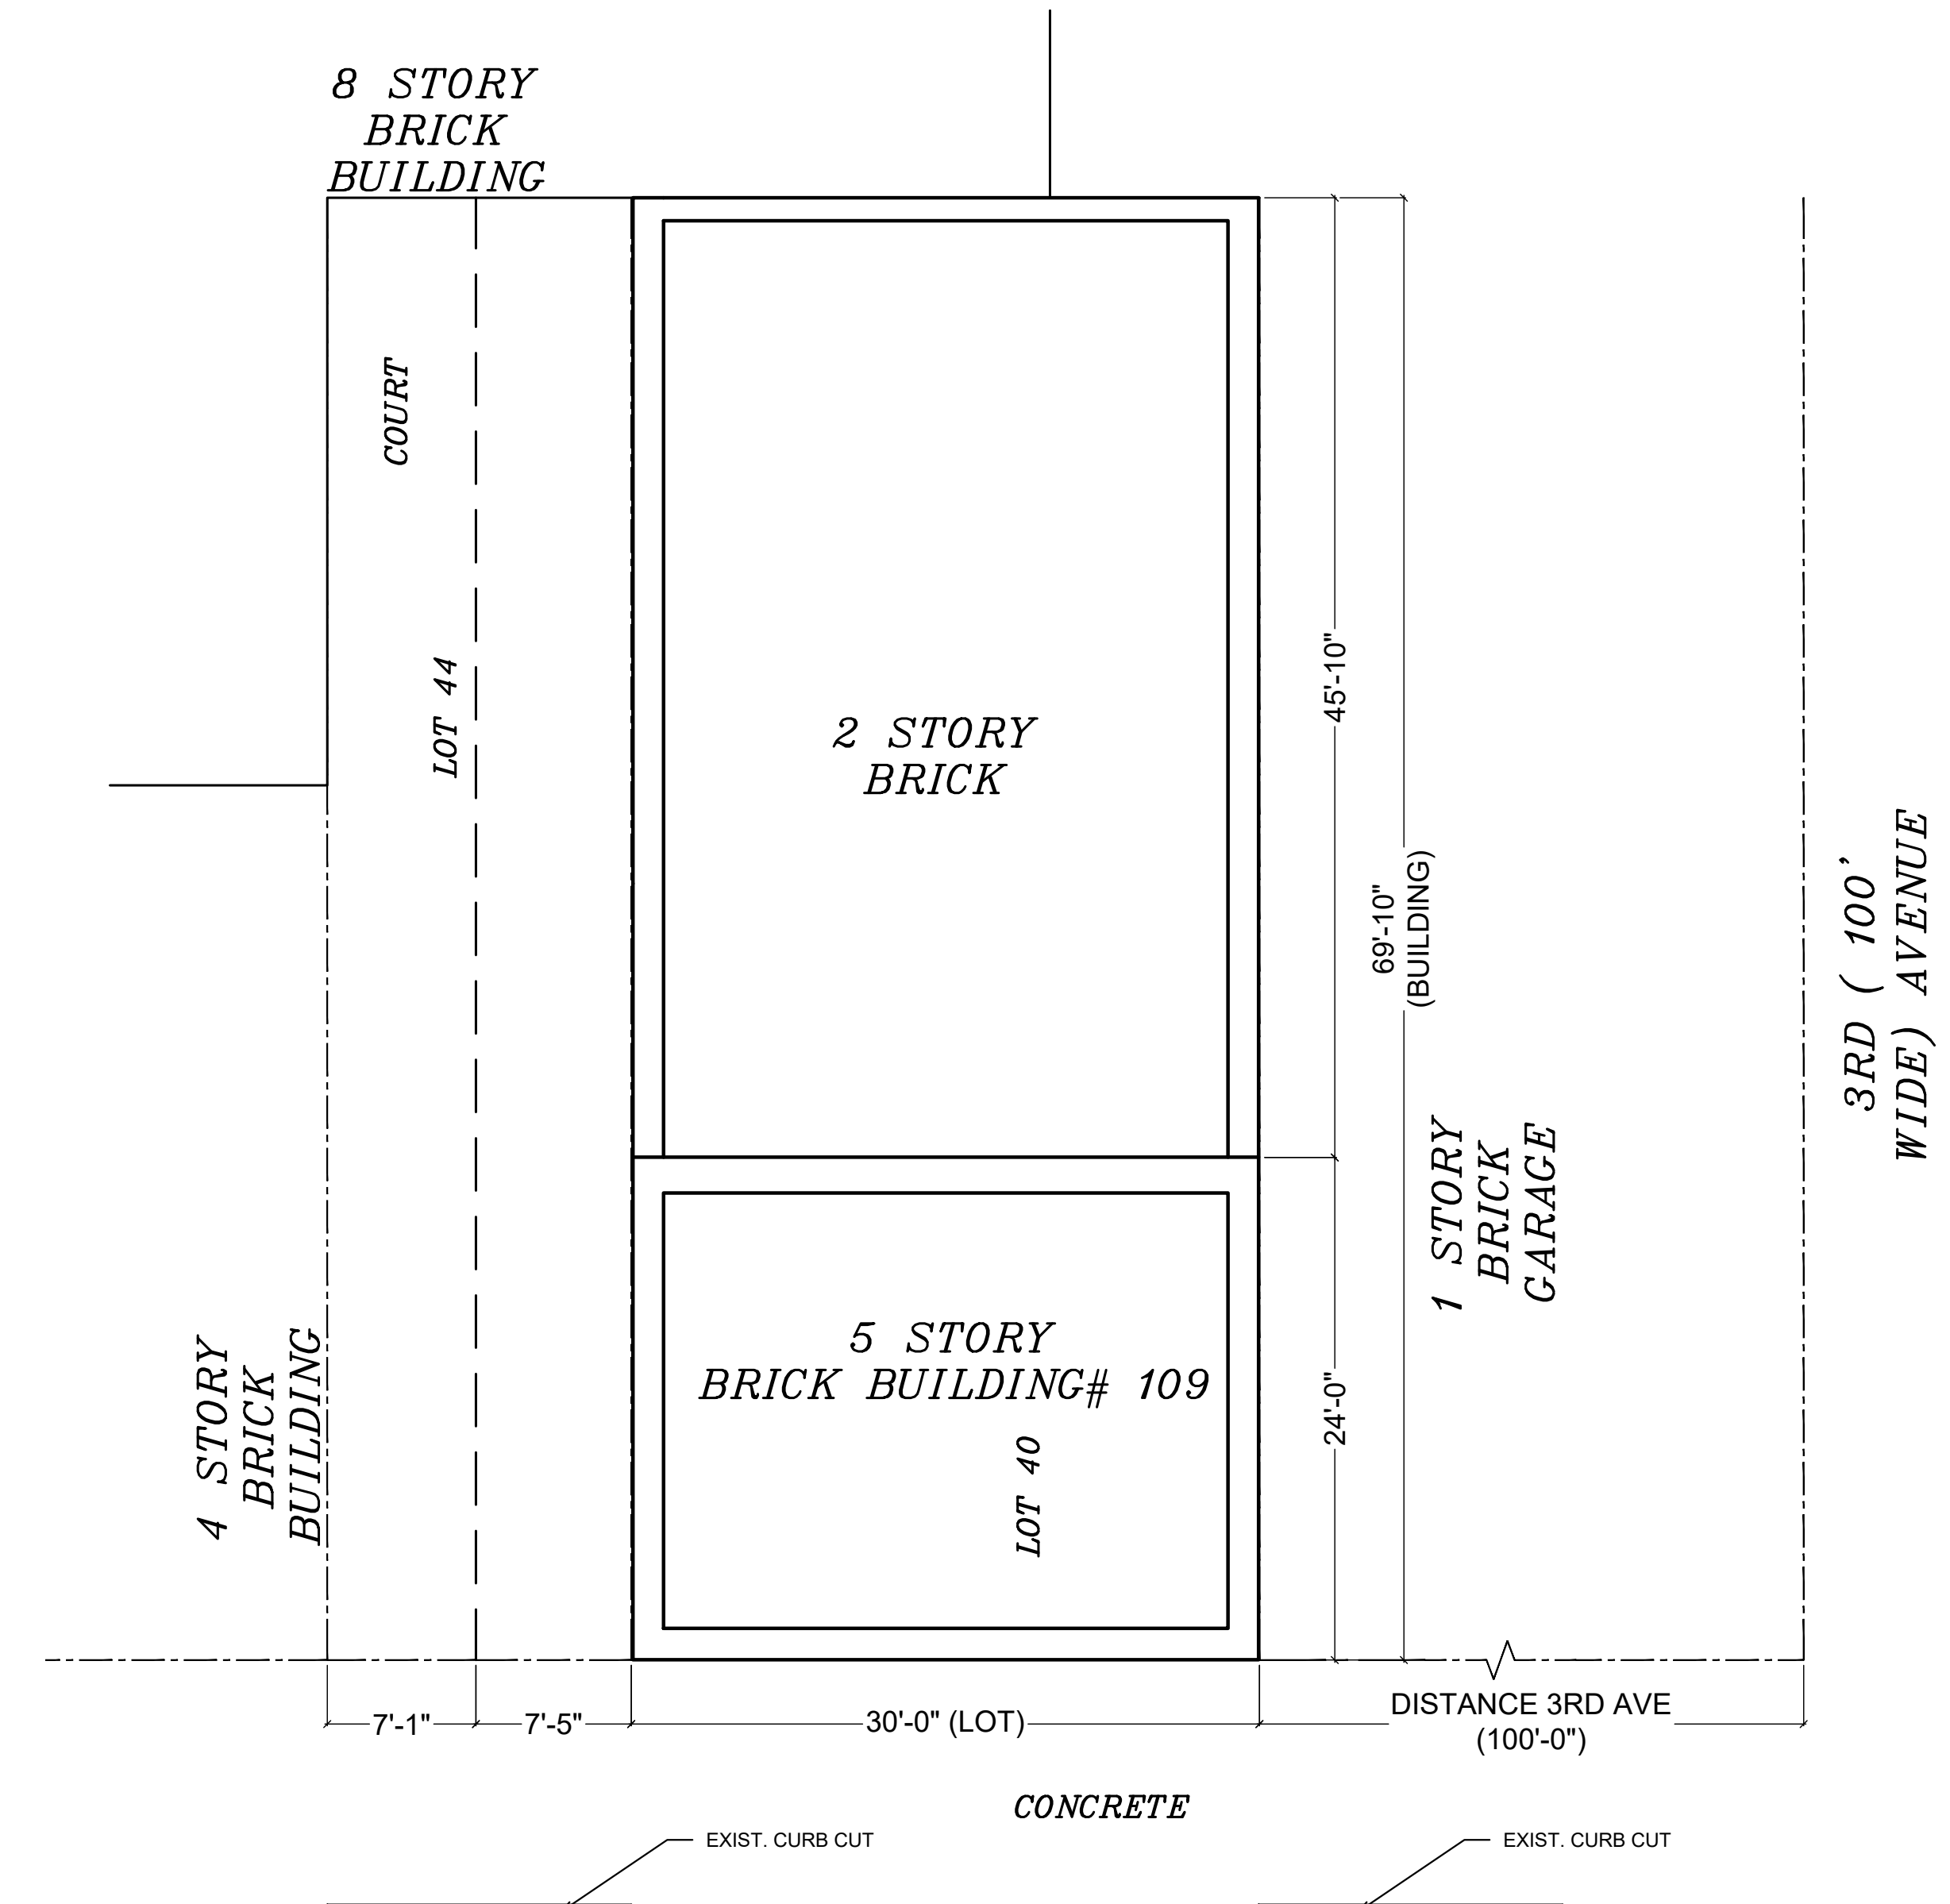 8 STORY
BRICK
BUILDING
COURT
LOT 44
2 STORY
BRICK
45'-10"
69'-10"
(BUILDING)
3RD ( 100'
WIDE) AVENUE
1 STORY
BRICK
GARAGE
4 STORY
BRICK
BUILDING
5 STORY
BRICK BUILDING# 109
LOT 40
24'-0"
7'-1"
7'-5"
30'-0" (LOT)
DISTANCE 3RD AVE
(100'-0")
CONCRETE
EXIST. CURB CUT
EXIST. CURB CUT